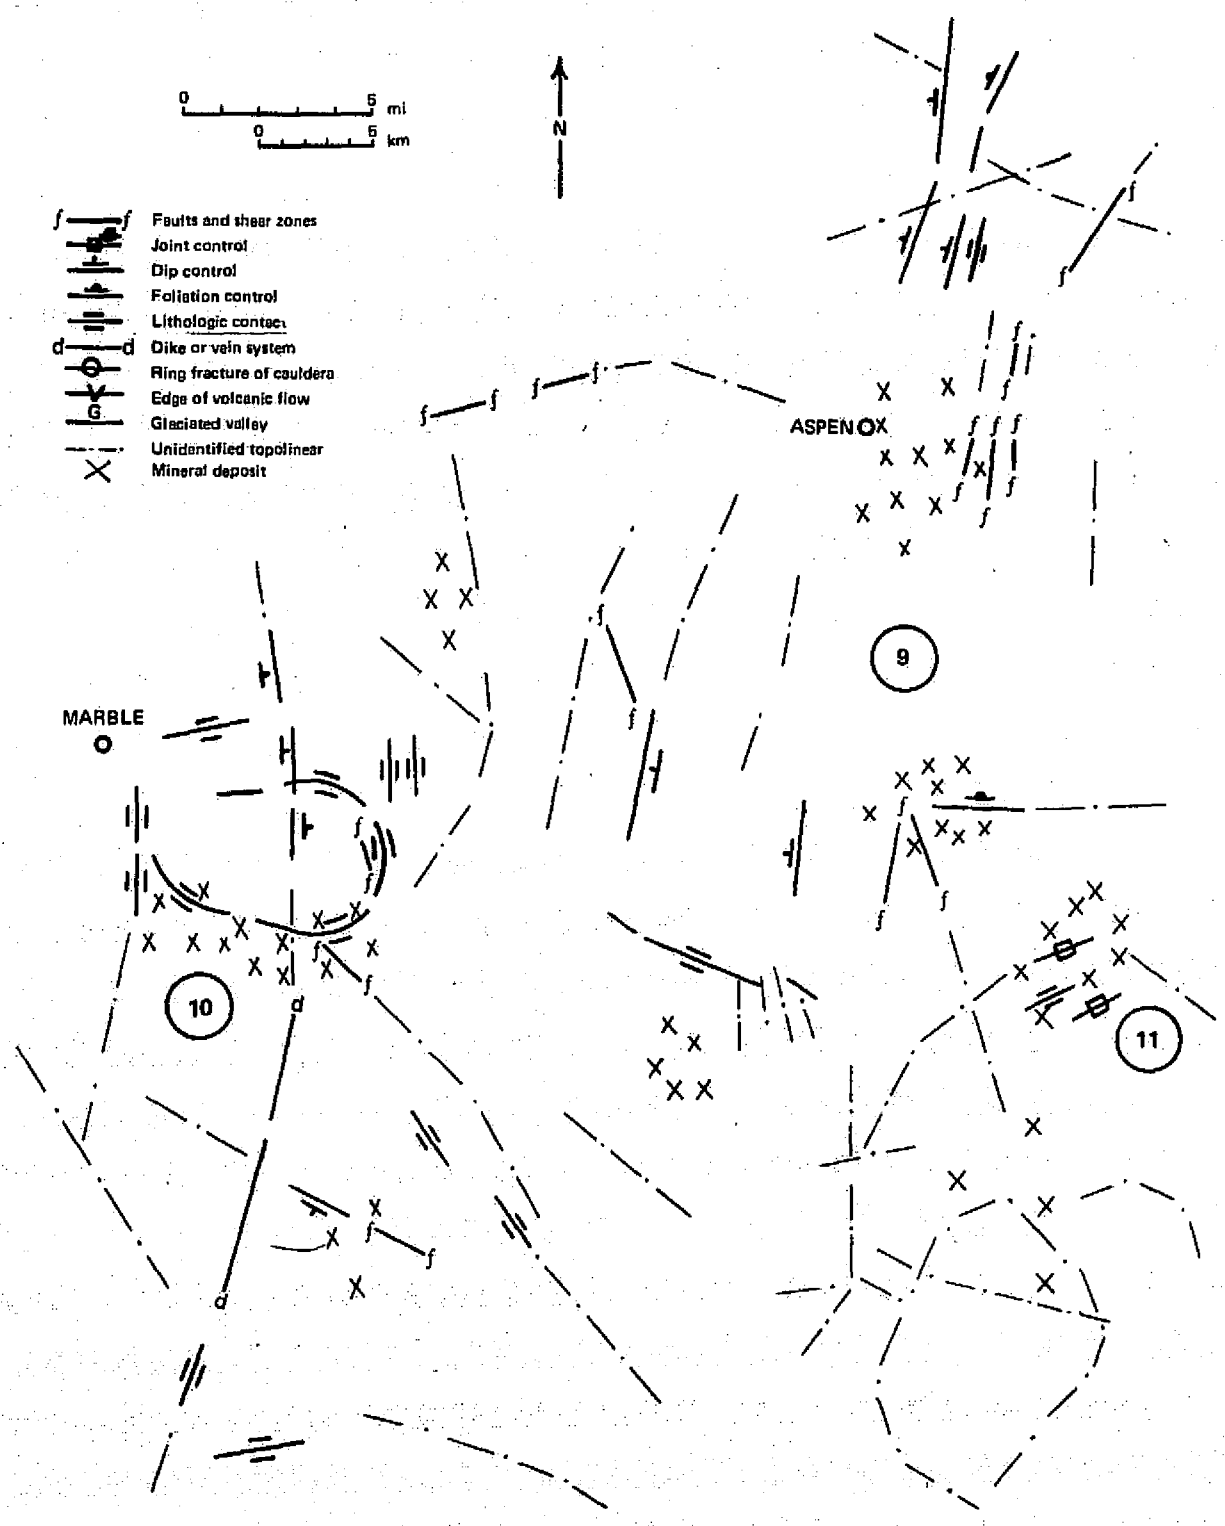 0 5 mi
0 5 km
N
f f Faults and shear zones
Joint control
Dip control
Foliation control
Lithologic contact
d d Dike or vein system
Ring fracture of cauldera
Edge of volcanic flow
G Glaciated valley
Unidentified topolinear
Mineral deposit
f
f
f
f
f
f
f
f
f
ASPEN
f f f
f
f
f
f
f
9
MARBLE
f
f
f
f
f
f
f
f
10
d
11
f
f
d